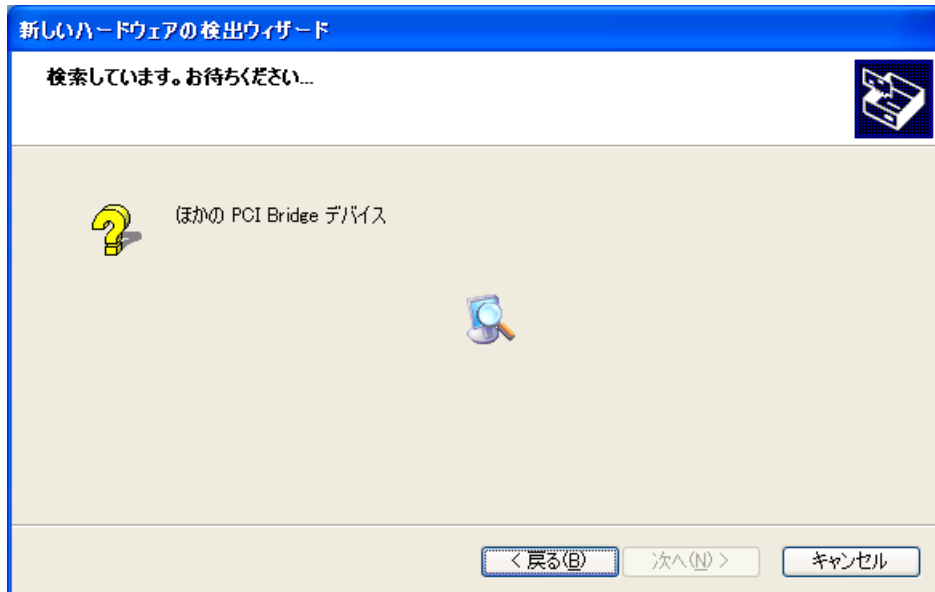 新しいハードウェアの検出ウィザード
検索しています。お待ちください...
ほかの PCI Bridge デバイス
< 戻る(B)
次へ(N) >
キャンセル